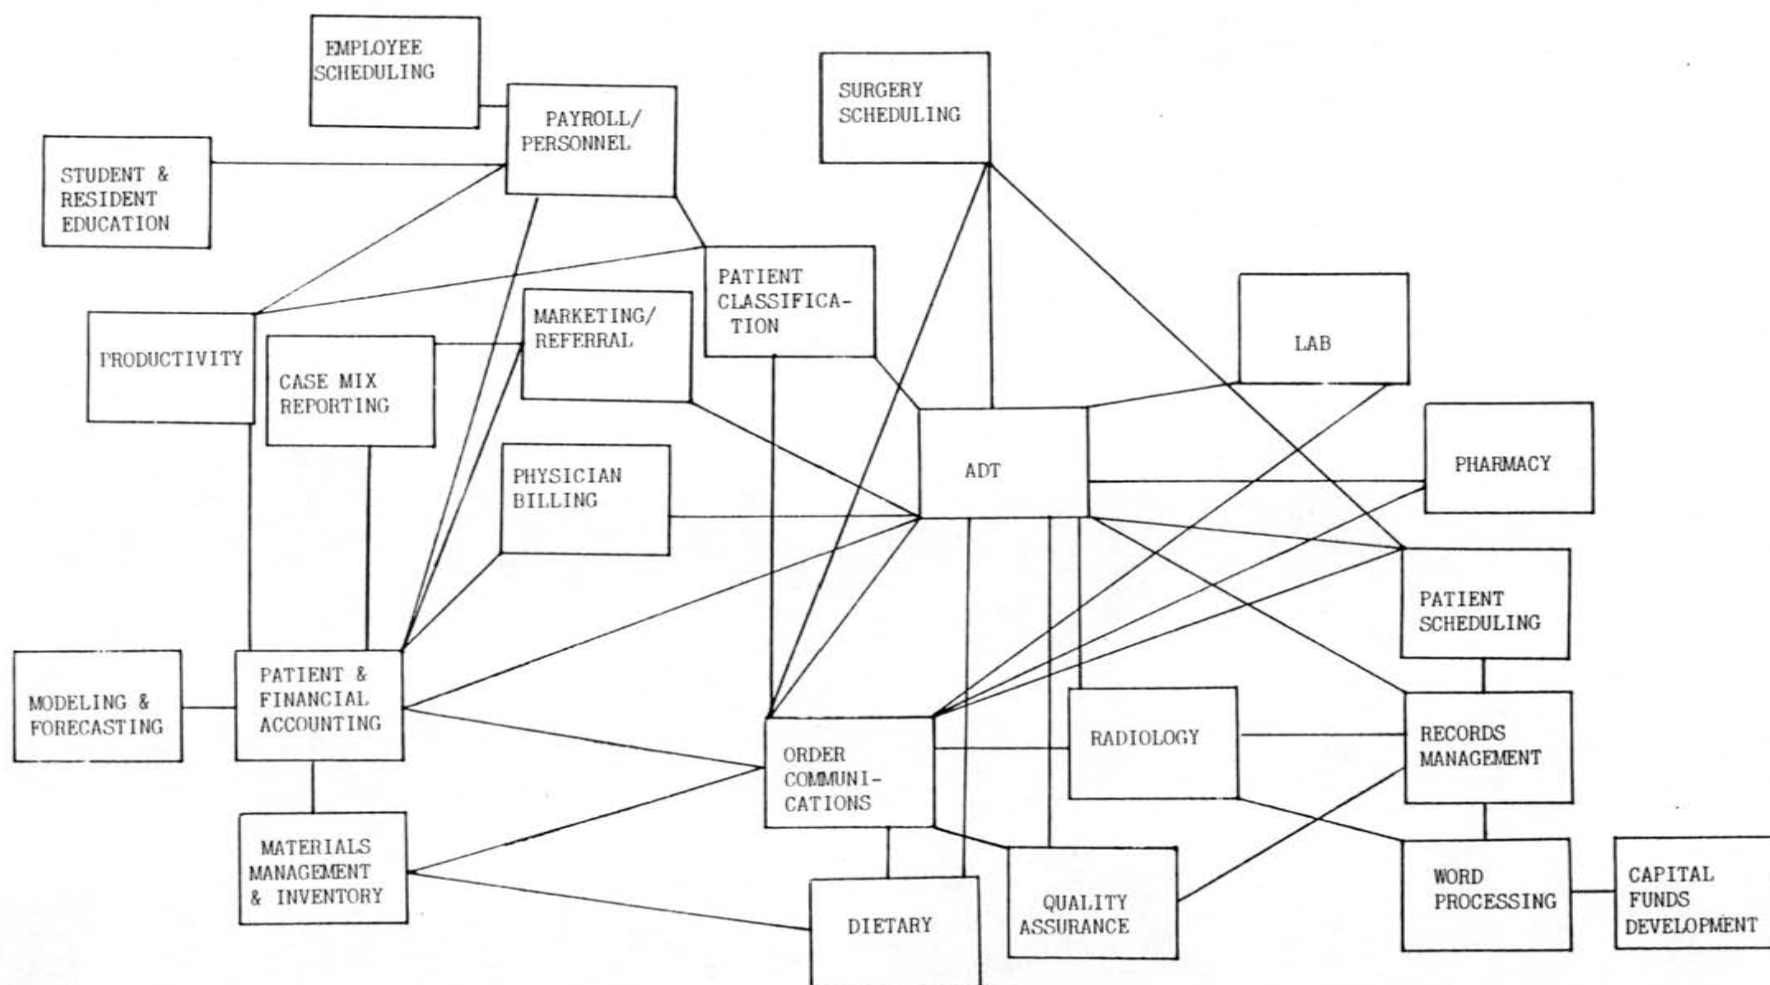 EMPLOYEE
SCHEDULING
PAYROLL/
PERSONNEL
SURGERY
SCHEDULING
STUDENT &
RESIDENT
EDUCATION
PATIENT
CLASSIFICA-
TION
MARKETING/
REFERRAL
LAB
PRODUCTIVITY
CASE MIX
REPORTING
ADT
PHARMACY
PHYSICIAN
BILLING
PATIENT
SCHEDULING
MODELING &
FORECASTING
PATIENT &
FINANCIAL
ACCOUNTING
ORDER
COMMUNI-
CATIONS
RADIOLOGY
RECORDS
MANAGEMENT
MATERIALS
MANAGEMENT
& INVENTORY
DIETARY
QUALITY
ASSURANCE
WORD
PROCESSING
CAPITAL
FUNDS
DEVELOPMENT